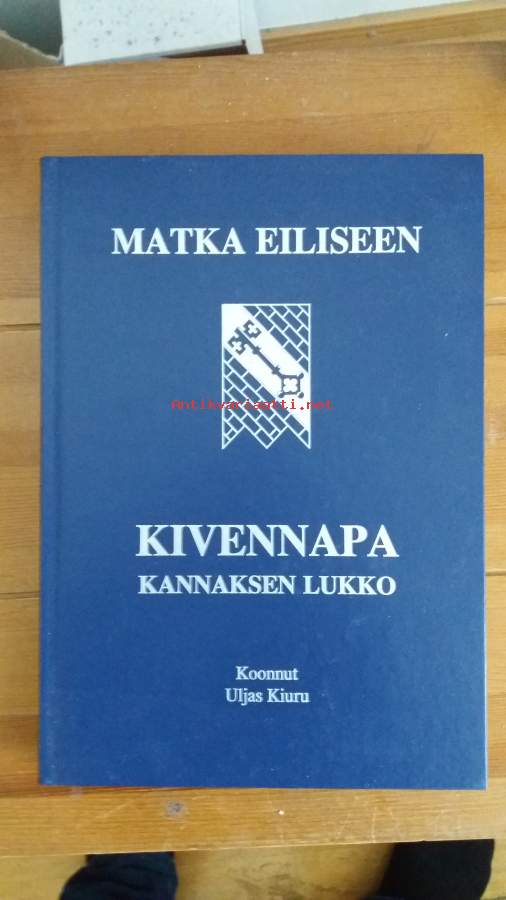 MATKA EILISEEN
Antikvariaatti.net
KIVENNAPA
KANNAKSEN LUKKO
Koonnut
Uljas Kiuru